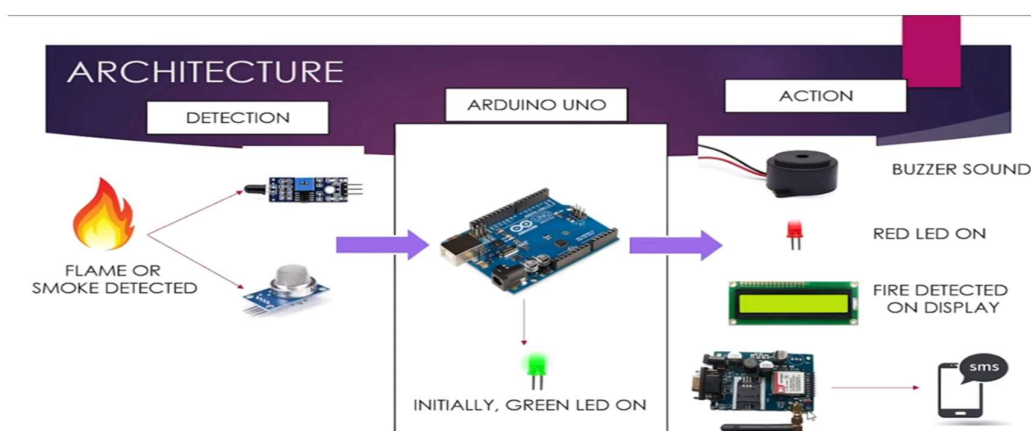 ARCHITECTURE
DETECTION
ARDUINO UNO
ACTION
FLAME OR
SMOKE DETECTED
UNO
INITIALLY, GREEN LED ON
BUZZER SOUND
RED LED ON
FIRE DETECTED
ON DISPLAY
sms